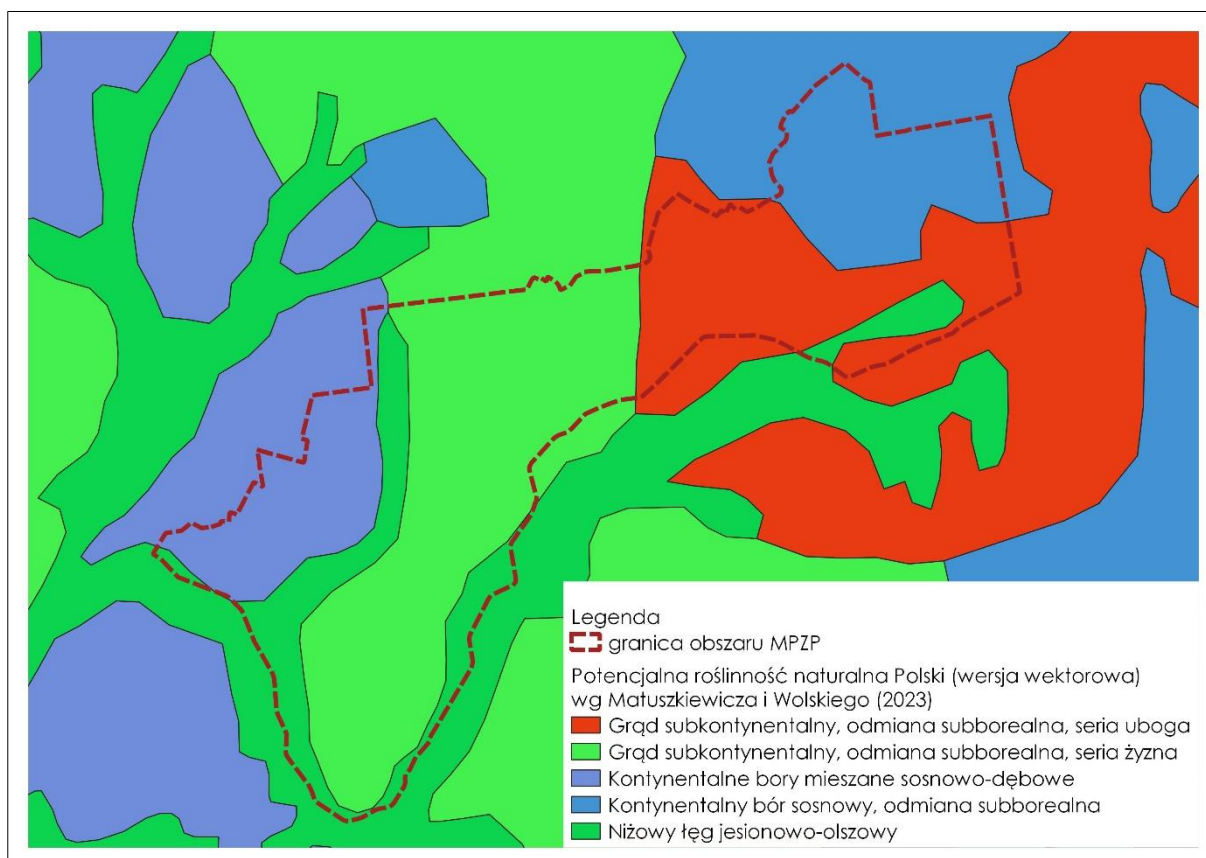 Legenda
granica obszaru MPZP
Potencjalna roślinność naturalna Polski (wersja wektorowa)
wg Matuszkiewicza i Wolskiego (2023)
Grąd subkontynentalny, odmiana subborealna, seria uboga
Grąd subkontynentalny, odmiana subborealna, seria żyzna
Kontynentalne bory mieszane sosnowo-dębowe
Kontynentalny bór sosnowy, odmiana subborealna
Niżowy łęg jesionowo-olszowy